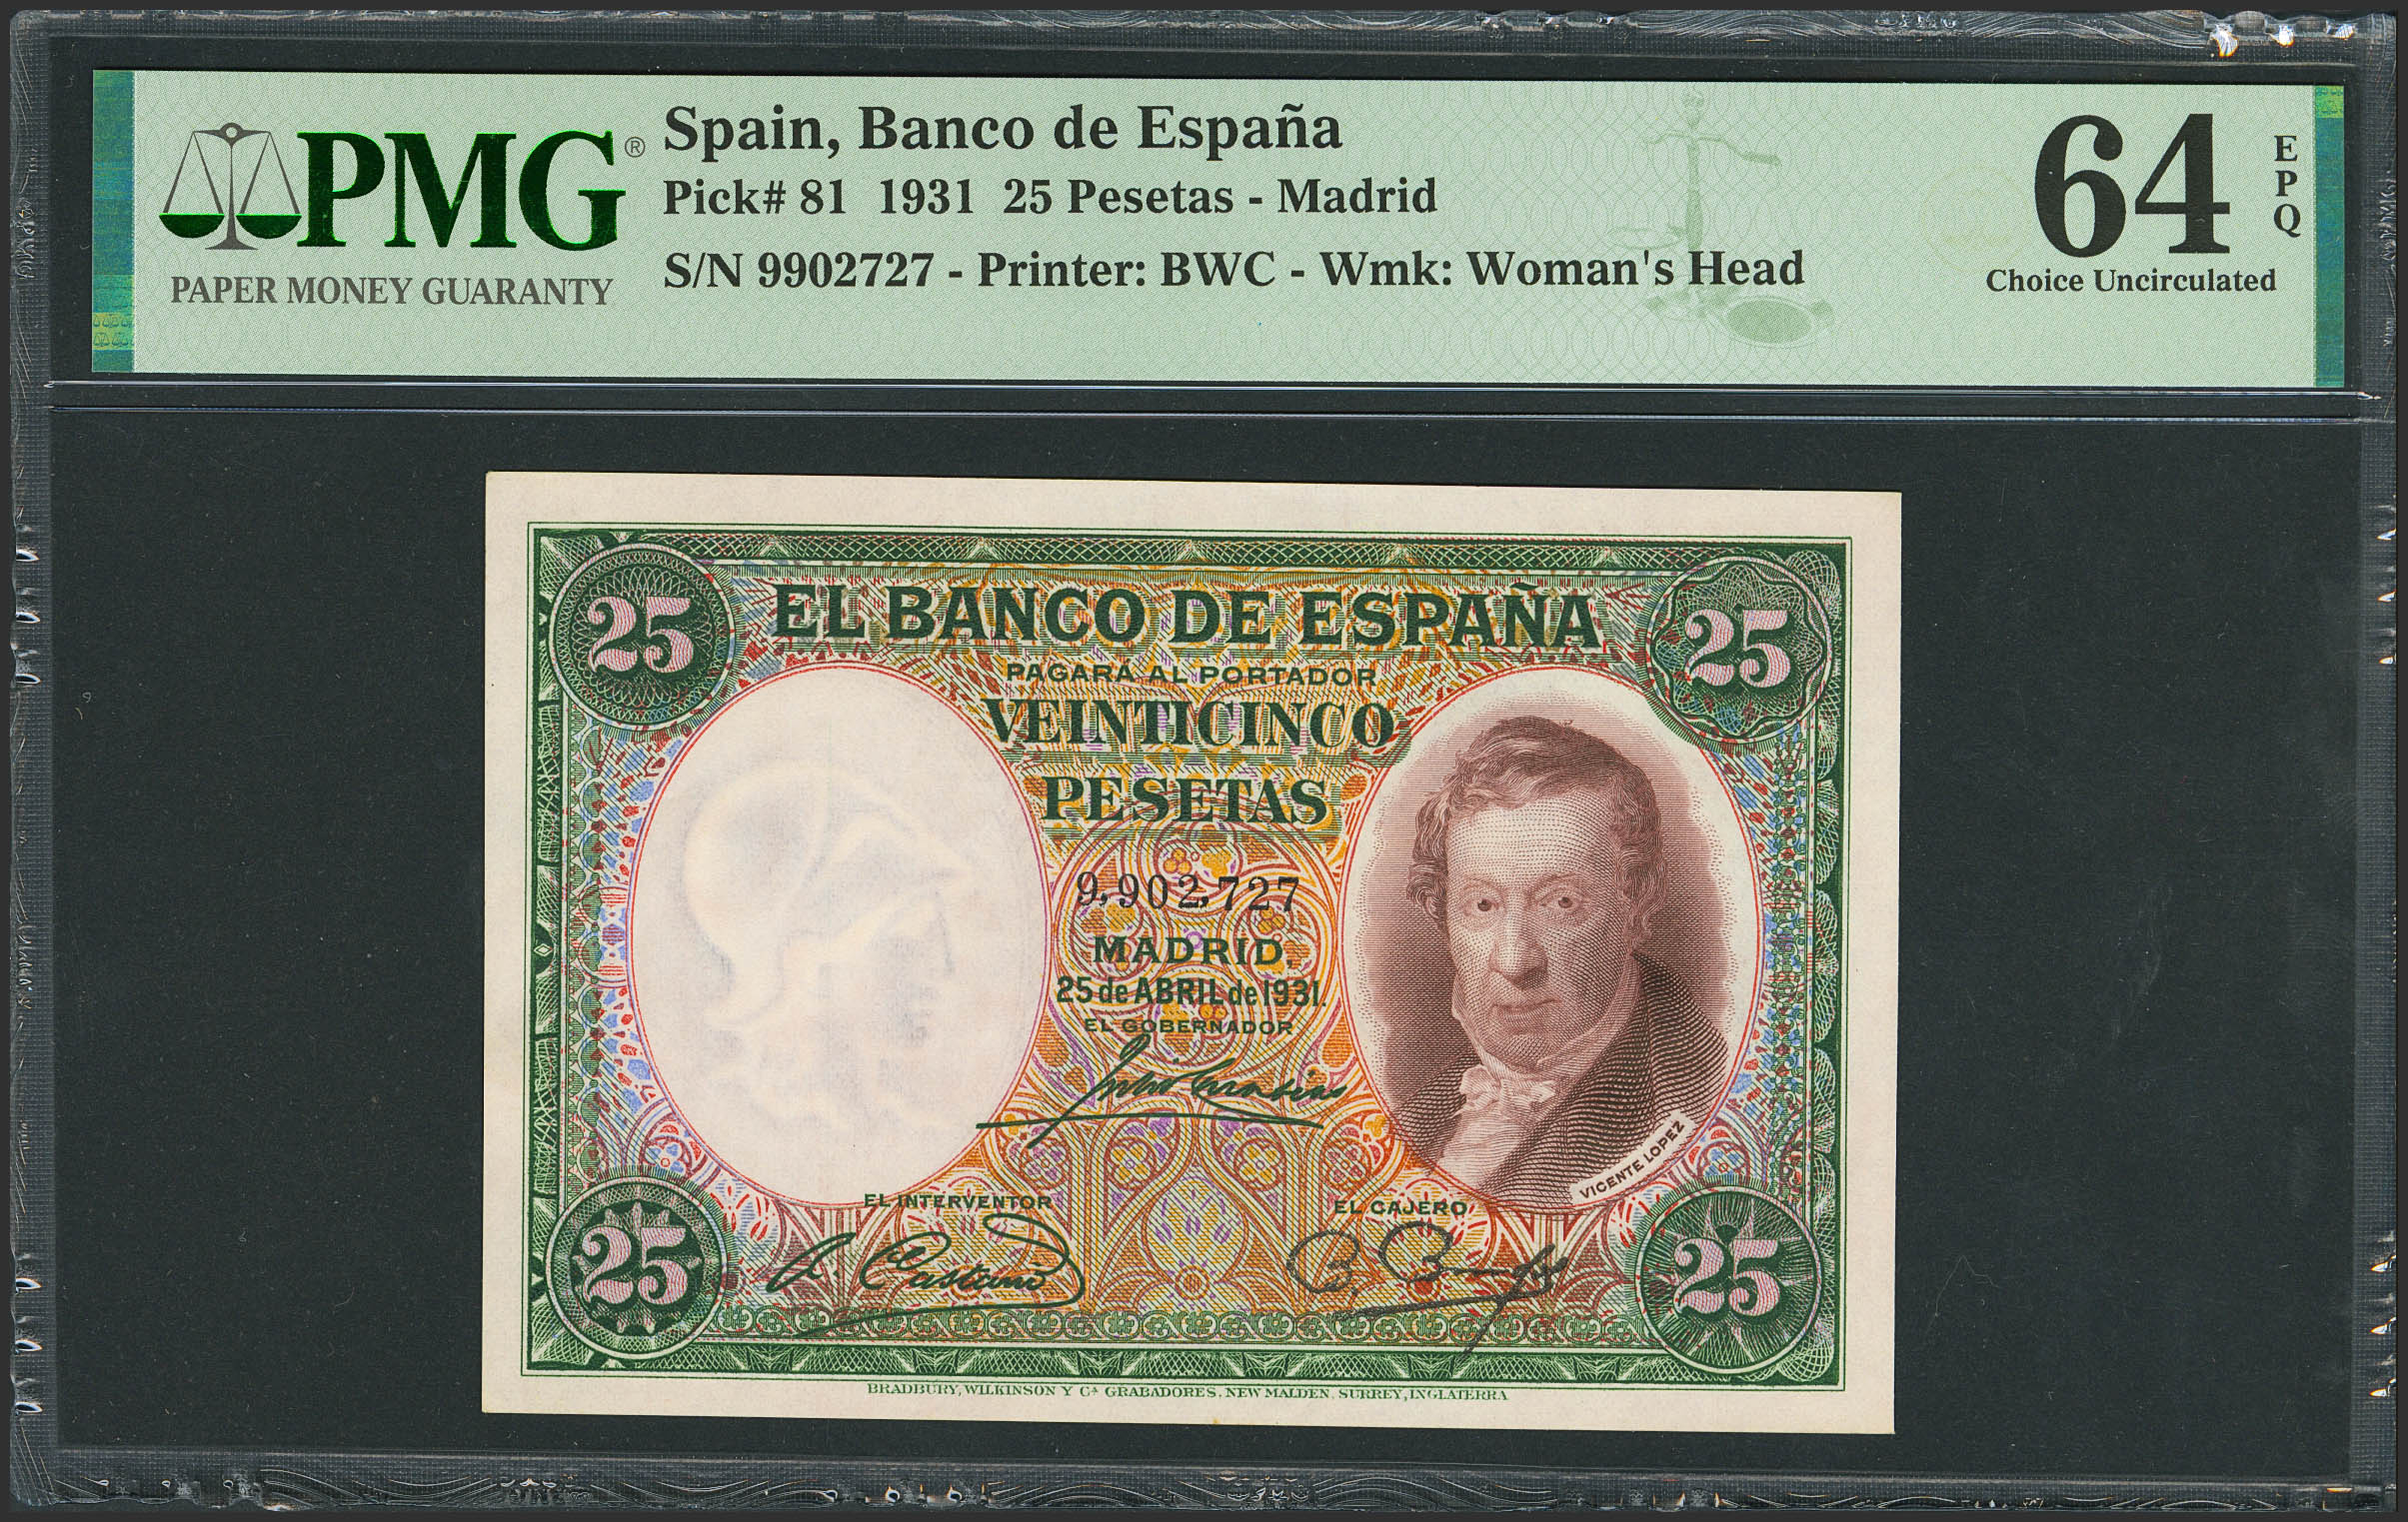 PMG®
PAPER MONEY GUARANTY
Spain, Banco de España
Pick# 81 1931 25 Pesetas - Madrid
S/N 9902727 - Printer: BWC - Wmk: Woman's Head
64
EPQ
Choice Uncirculated
25
25
EL BANCO DE ESPAÑA
PAGARÁ AL PORTADOR
VEINTICINCO
PESETAS
9,902,727
MADRID,
25 de ABRIL de 1931.
EL GOBERNADOR
VICENTE LOPEZ
EL INTERVENTOR
EL CAJERO
25
25
BRADBURY, WILKINSON Y Cª GRABADORES, NEW MALDEN, SURREY, INGLATERRA